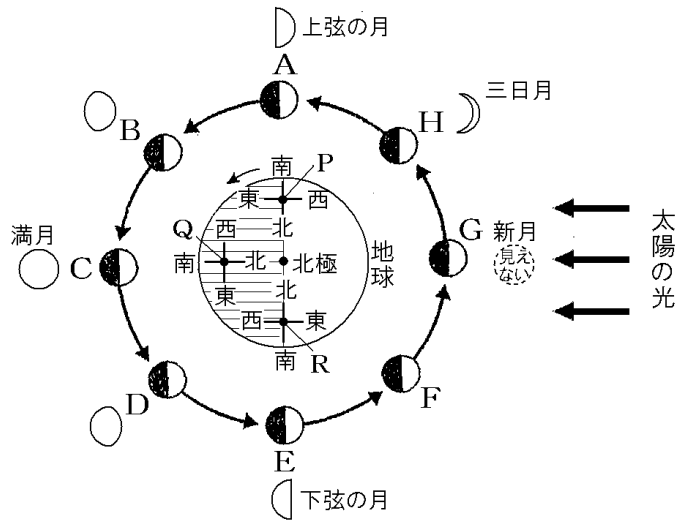 上弦の月
A
三日月
H
B
南
P
東
西
北
Q
西
南
北
北極
東
北
西
東
南
R
地球
満月
C
G
新月
見え
ない
太陽の光
D
F
E
下弦の月